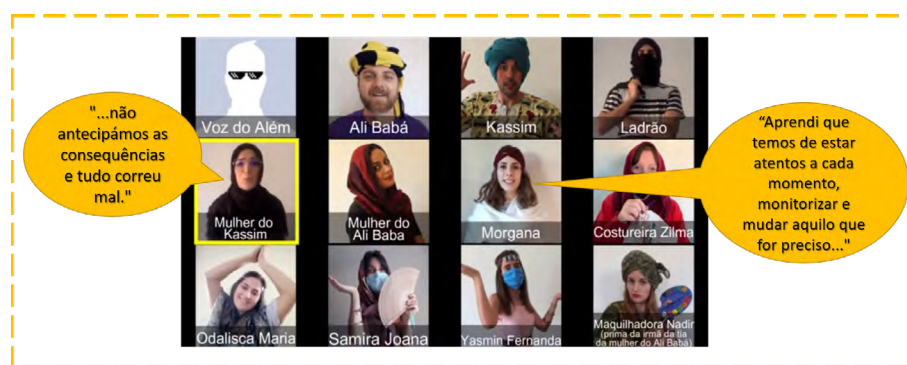 "...não
antecipámos as
consequências
e tudo correu
mal."
“Aprendi que
temos de estar
atentos a cada
momento,
monitorizar e
mudar aquilo que
for preciso..."
Voz do Além
Ali Babá
Kassim
Ladrão
Mulher do
Kassim
Mulher do
Ali Baba
Morgana
Costureira Zilma
Odalisca Maria
Samira Joana
Yasmin Fernanda
Maquilhadora Nadir
(prima da irmã da tia
da mulher do Ali Babá)